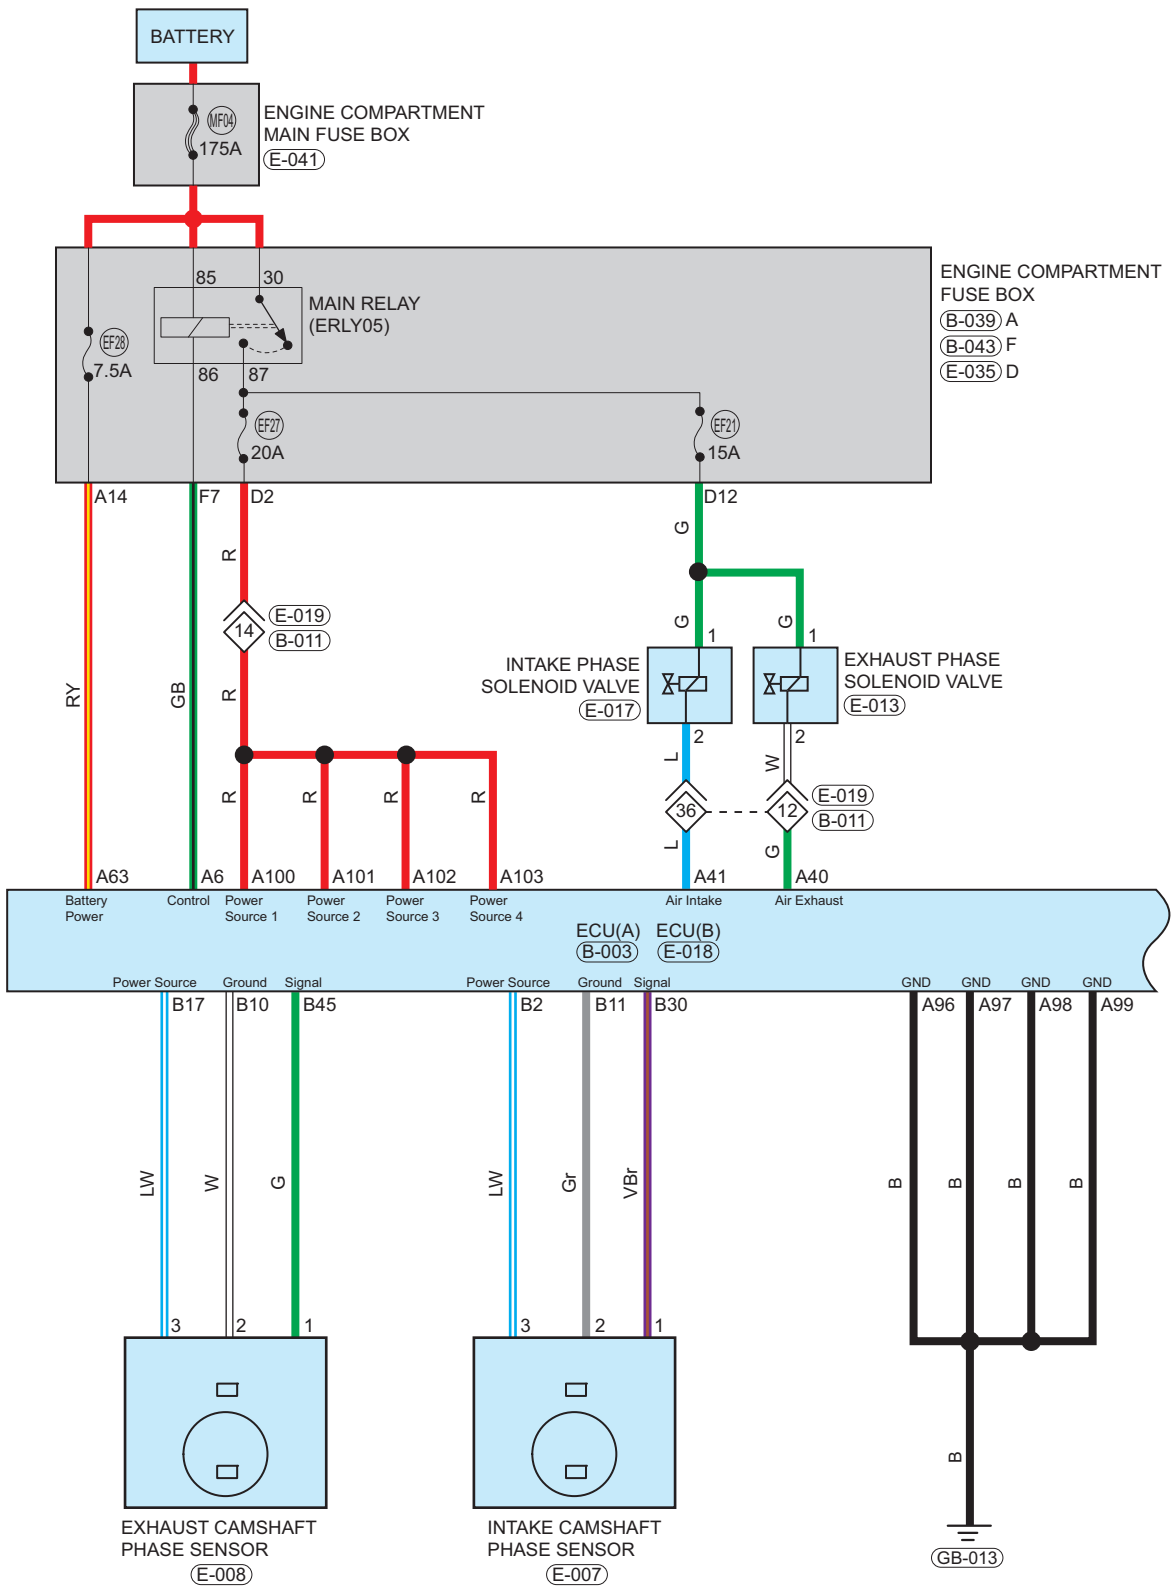 BATTERY
MF04
175A
ENGINE COMPARTMENT
MAIN FUSE BOX
E-041
85
30
MAIN RELAY
(ERLY05)
EF28
7.5A
86
87
EF27
20A
EF21
15A
ENGINE COMPARTMENT
FUSE BOX
B-039 A
B-043 F
E-035 D
A14
F7
D2
D12
R
G
14
E-019
B-011
G
G
1
1
RY
GB
R
INTAKE PHASE
SOLENOID VALVE
E-017
EXHAUST PHASE
SOLENOID VALVE
E-013
2
2
L
W
R
R
R
R
36
12
E-019
B-011
L
G
A63
A6
A100
A101
A102
A103
A41
A40
Battery
Power
Control
Power
Source 1
Power
Source 2
Power
Source 3
Power
Source 4
Air Intake
Air Exhaust
ECU(A)
B-003
ECU(B)
E-018
Power Source
Ground
Signal
Power Source
Ground
Signal
GND
GND
GND
GND
B17
B10
B45
B2
B11
B30
A96
A97
A98
A99
LW
W
G
LW
Gr
VBr
B
B
B
B
3
2
1
3
2
1
B
EXHAUST CAMSHAFT
PHASE SENSOR
E-008
INTAKE CAMSHAFT
PHASE SENSOR
E-007
GB-013